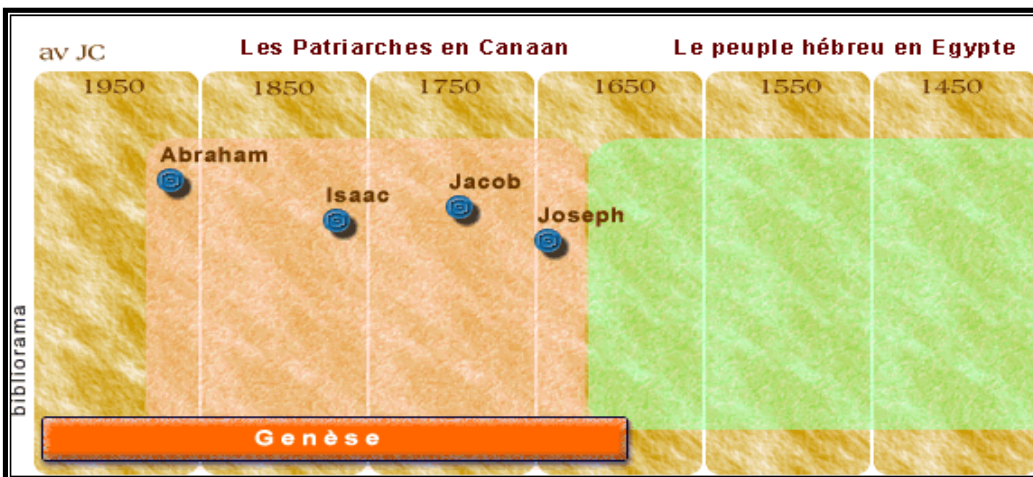 av JC
Les Patriarches en Canaan
Le peuple hébreu en Egypte
1950
1850
1750
1650
1550
1450
Abraham
Isaac
Jacob
Joseph
bibliorama
Genèse